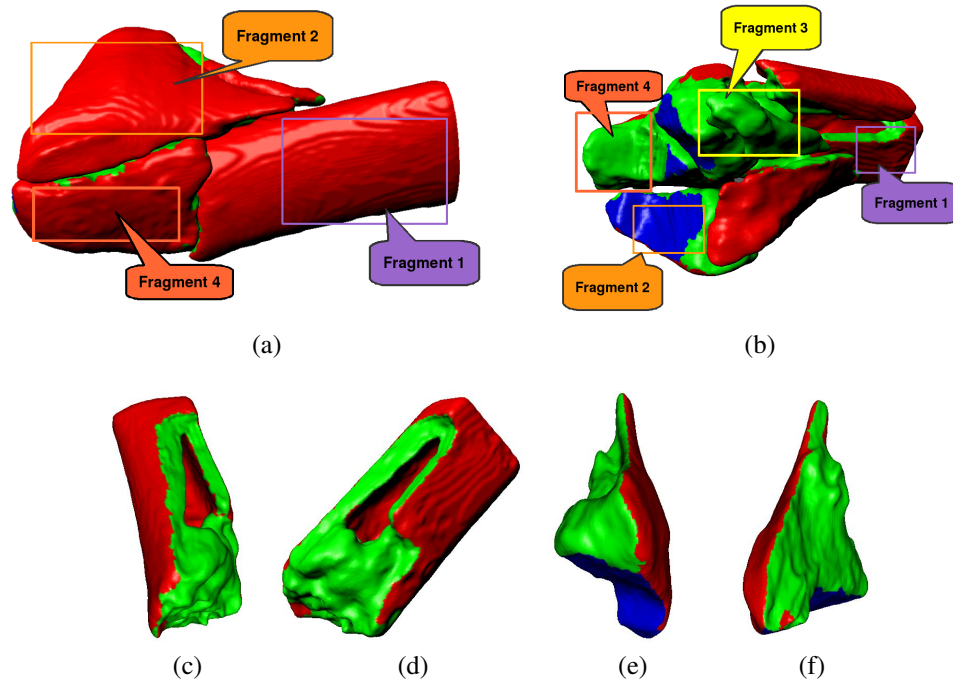 Fragment 2
Fragment 4
Fragment 1
(a)
Fragment 3
Fragment 4
Fragment 1
Fragment 2
(b)
(c)
(d)
(e)
(f)